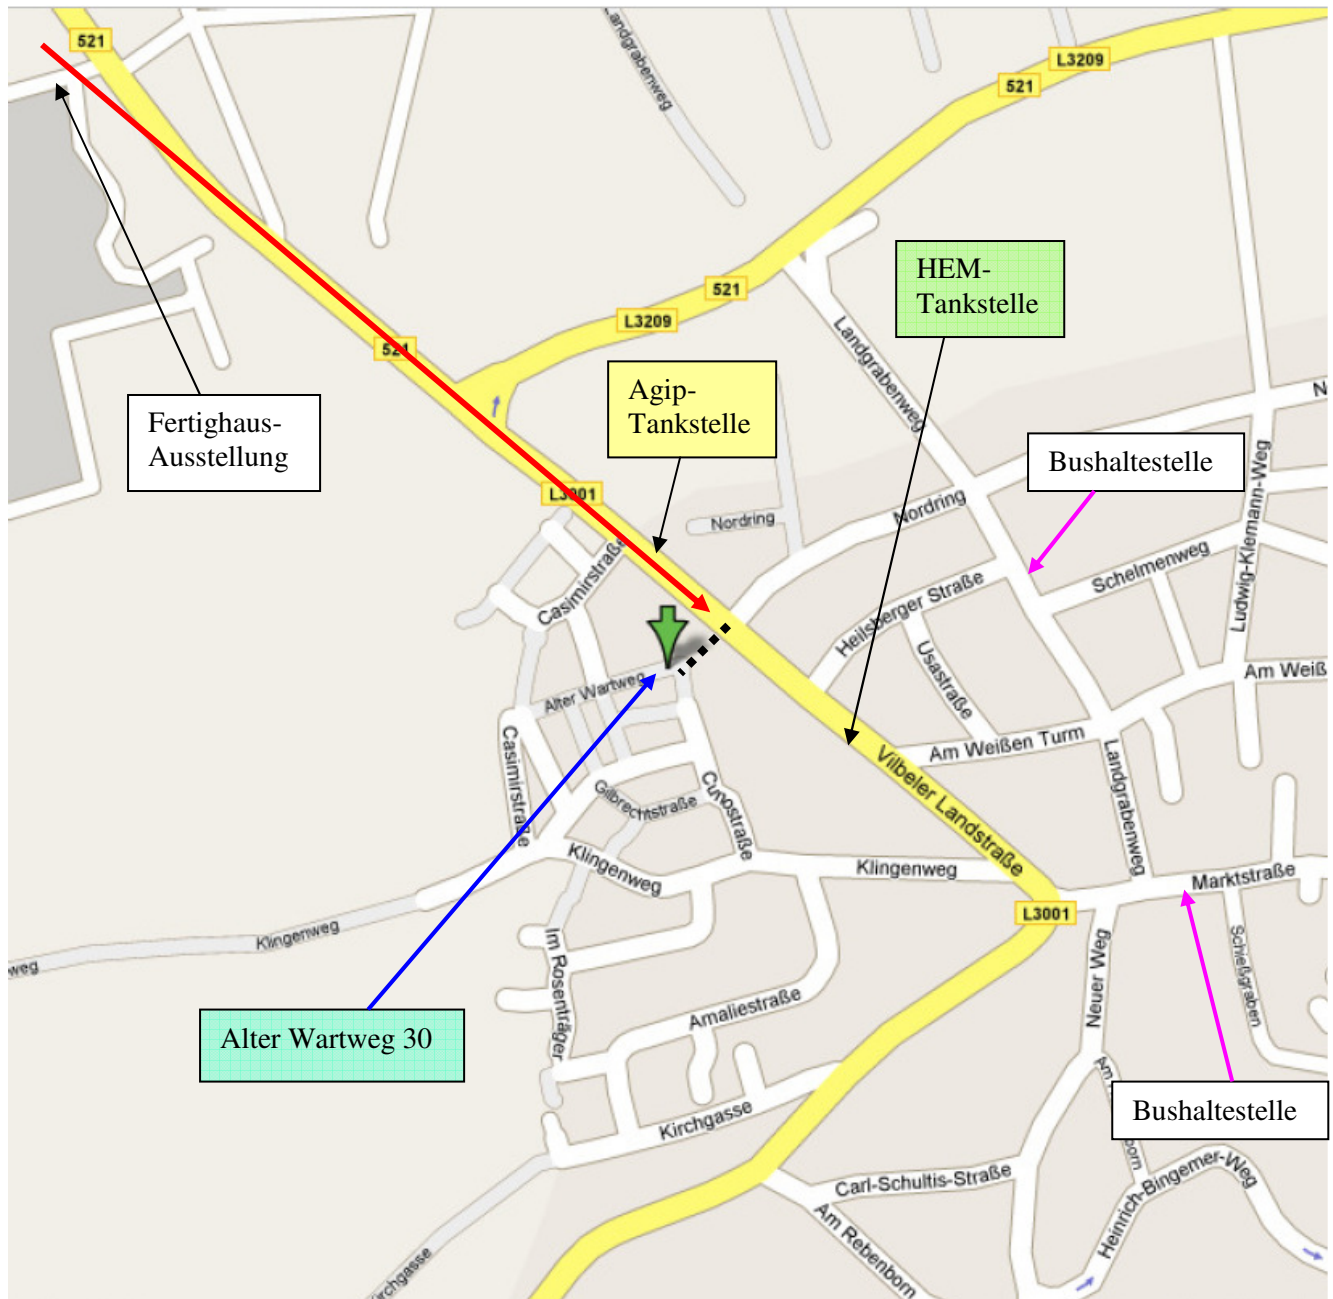 521
L3209
521
Landgrabenweg
HEM-
Tankstelle
521
L3209
521
Landgrabenweg
Agip-
Tankstelle
Fertighaus-
Ausstellung
Bushaltestelle
L3001
Nordring
Nordring
Ludwig-Klemann-Weg
Casimirstraße
Schelmenweg
Heilsberger Straße
Usastraße
Alter Wartweg
Am Weiß
Am Weißen Turm
Casimirstraße
Vilbeler Landstraße
Landgrabenweg
Cunostraße
Gilbrechtstraße
Klingenweg
Klingenweg
Marktstraße
L3001
Klingenweg
weg
Im Rosenträger
Neuer Weg
Schießgraben
Amaliestraße
Alter Wartweg 30
Bushaltestelle
Kirchgasse
Carl-Schultis-Straße
Heinrich-Bingemer-Weg
Am Rebenborn
Kirchgasse